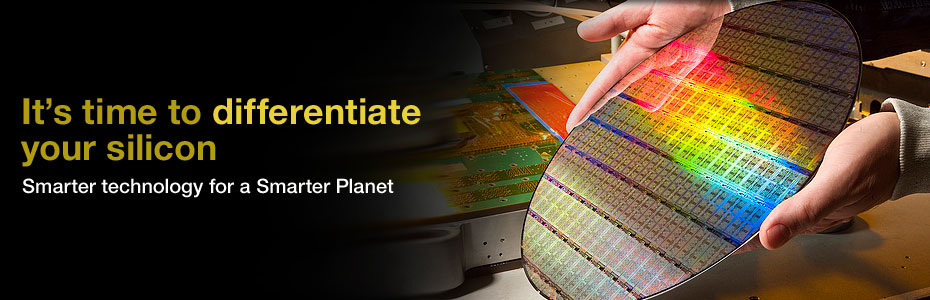 It’s time to differentiate
your silicon
Smarter technology for a Smarter Planet